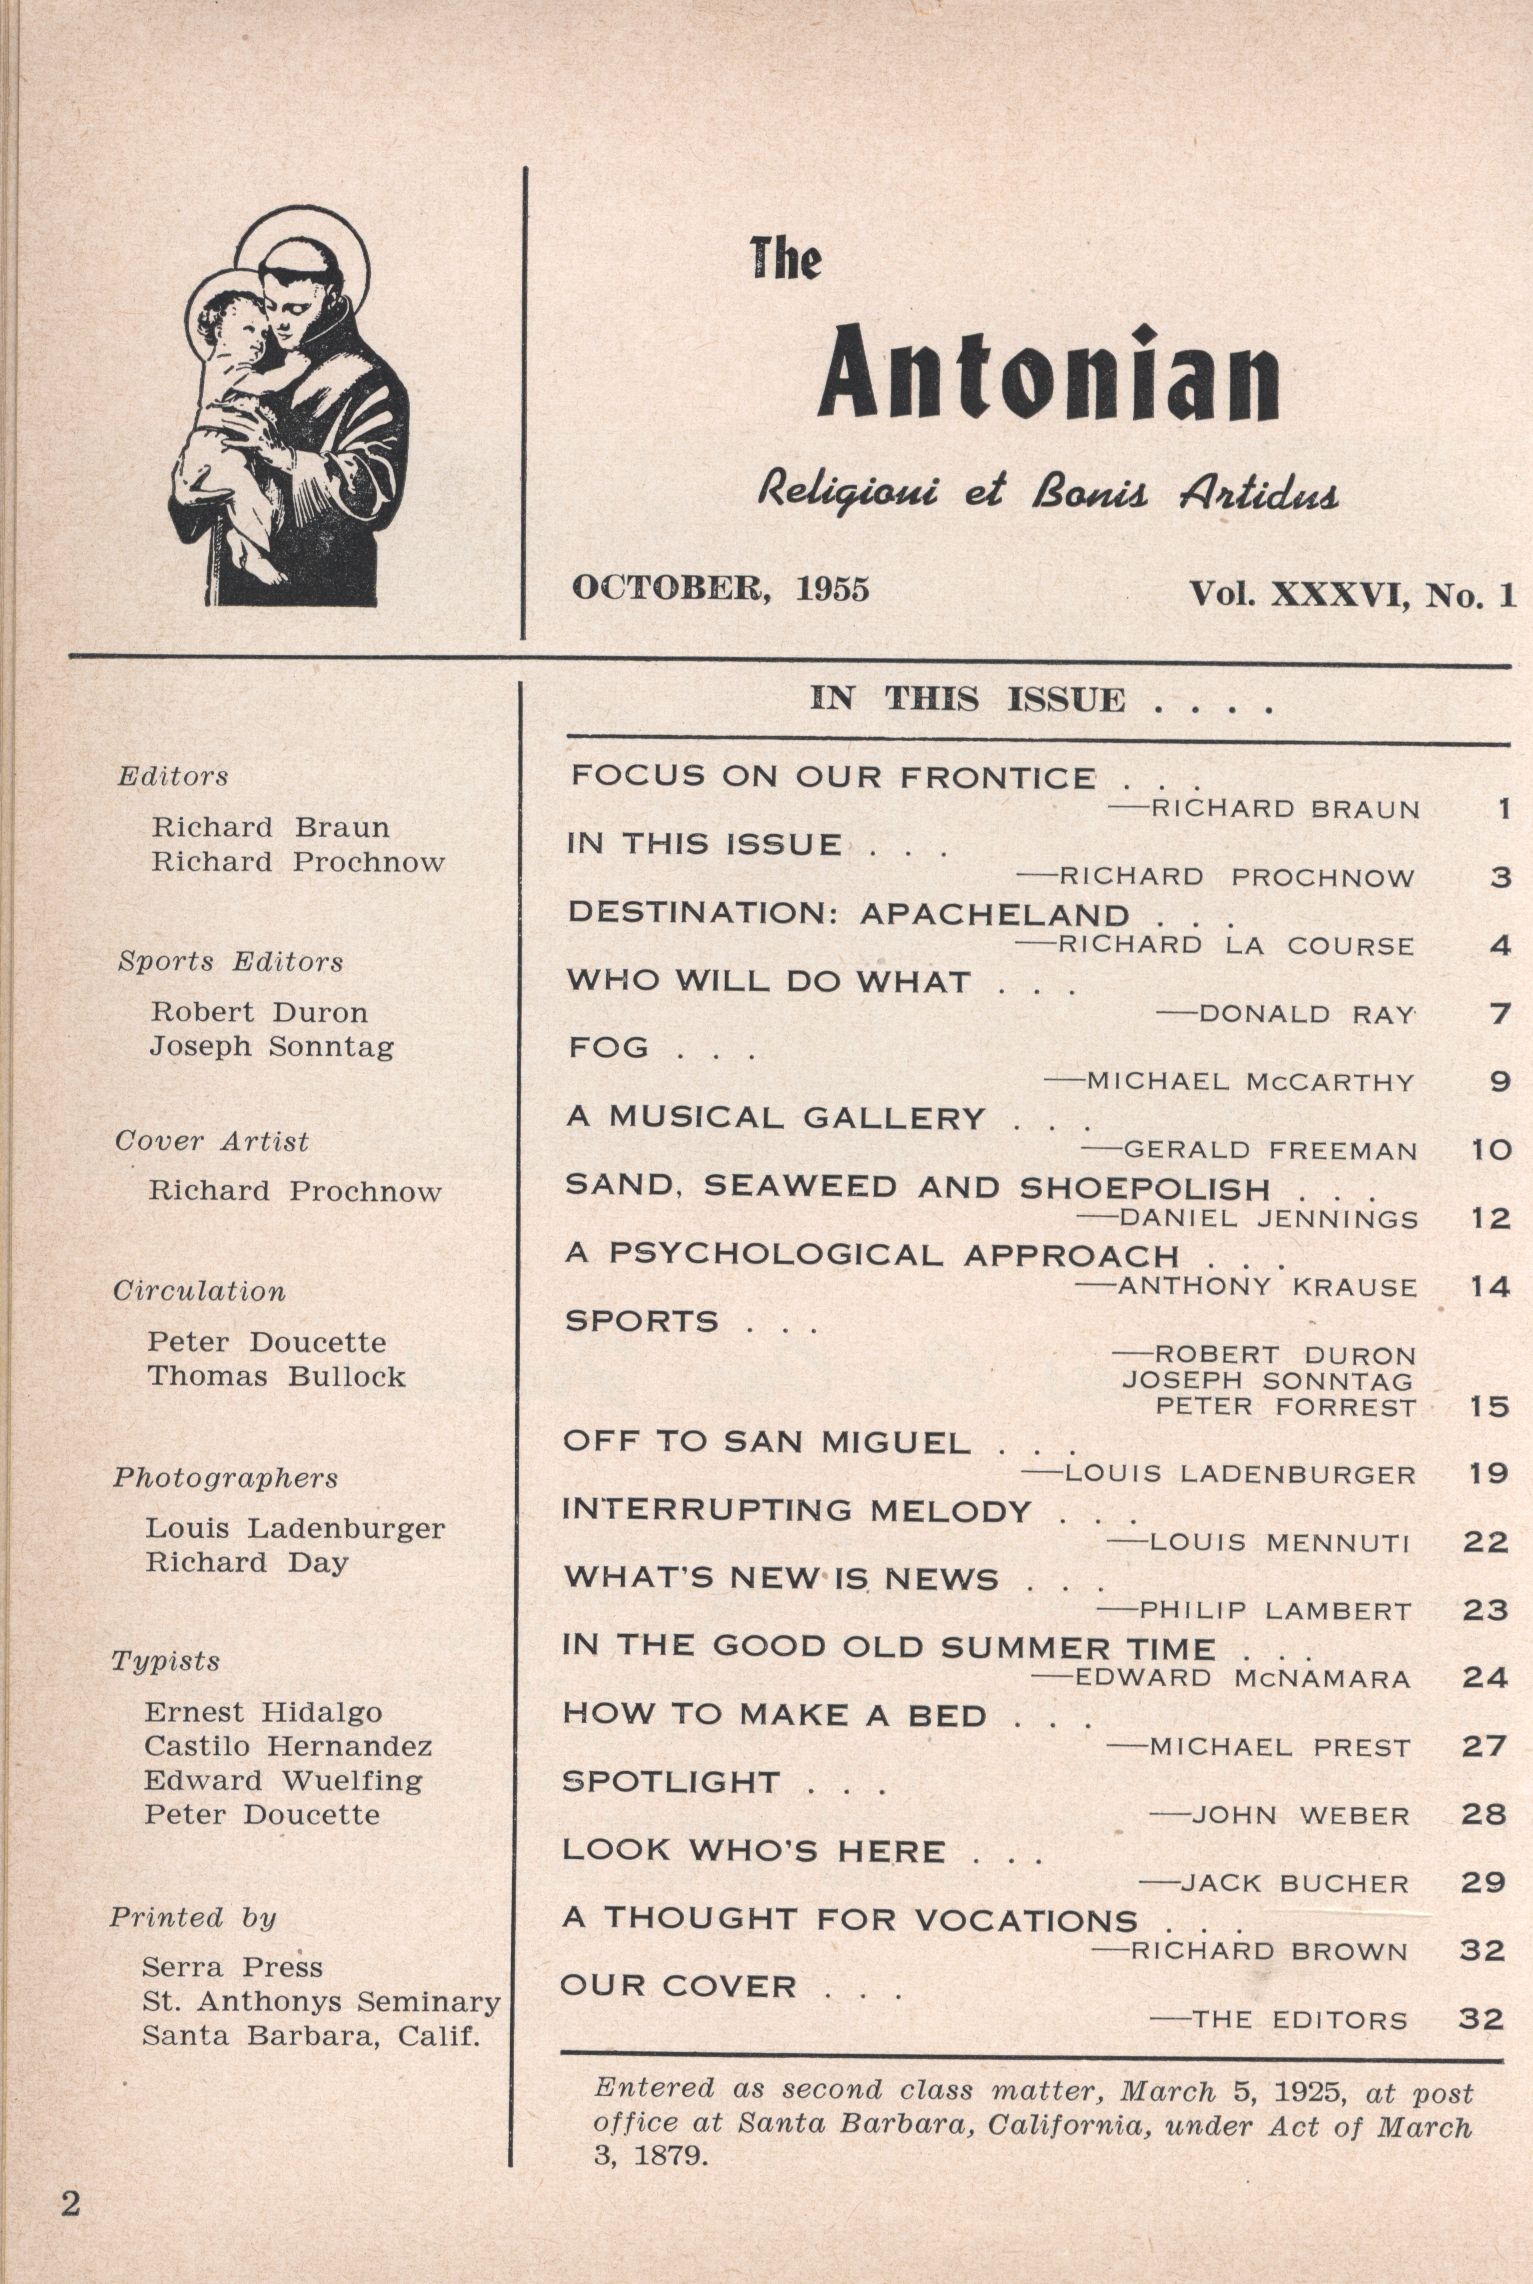 The
Antonian
Religioni et Bonis Artidus
OCTOBER, 1955 Vol. XXXVI, No. 1
Editors
Richard Braun
Richard Prochnow
Sports Editors
Robert Duron
Joseph Sonntag
Cover Artist
Richard Prochnow
Circulation
Peter Doucette
Thomas Bullock
Photographers
Louis Ladenburger
Richard Day
Typists
Ernest Hidalgo
Castilo Hernandez
Edward Wuelfing
Peter Doucette
Printed by
Serra Press
St. Anthonys Seminary
Santa Barbara, Calif.
IN THIS ISSUE . . . .
FOCUS ON OUR FRONTICE . . .
—RICHARD BRAUN 1
IN THIS ISSUE . . .
—RICHARD PROCHNOW 3
DESTINATION: APACHELAND . . .
—RICHARD LA COURSE 4
WHO WILL DO WHAT . . .
—DONALD RAY 7
FOG . . .
—MICHAEL McCARTHY 9
A MUSICAL GALLERY . . .
—GERALD FREEMAN 10
SAND, SEAWEED AND SHOEPOLISH . . .
—DANIEL JENNINGS 12
A PSYCHOLOGICAL APPROACH . . .
—ANTHONY KRAUSE 14
SPORTS . . .
—ROBERT DURON
JOSEPH SONNTAG
PETER FORREST 15
OFF TO SAN MIGUEL . . .
—LOUIS LADENBURGER 19
INTERRUPTING MELODY . . .
—LOUIS MENNUTI 22
WHAT'S NEW IS NEWS . . .
—PHILIP LAMBERT 23
IN THE GOOD OLD SUMMER TIME . . .
—EDWARD McNAMARA 24
HOW TO MAKE A BED . . .
—MICHAEL PREST 27
SPOTLIGHT . . .
—JOHN WEBER 28
LOOK WHO'S HERE . . .
—JACK BUCHER 29
A THOUGHT FOR VOCATIONS . . .
—RICHARD BROWN 32
OUR COVER . . .
—THE EDITORS 32
Entered as second class matter, March 5, 1925, at post
office at Santa Barbara, California, under Act of March
3, 1879.
2